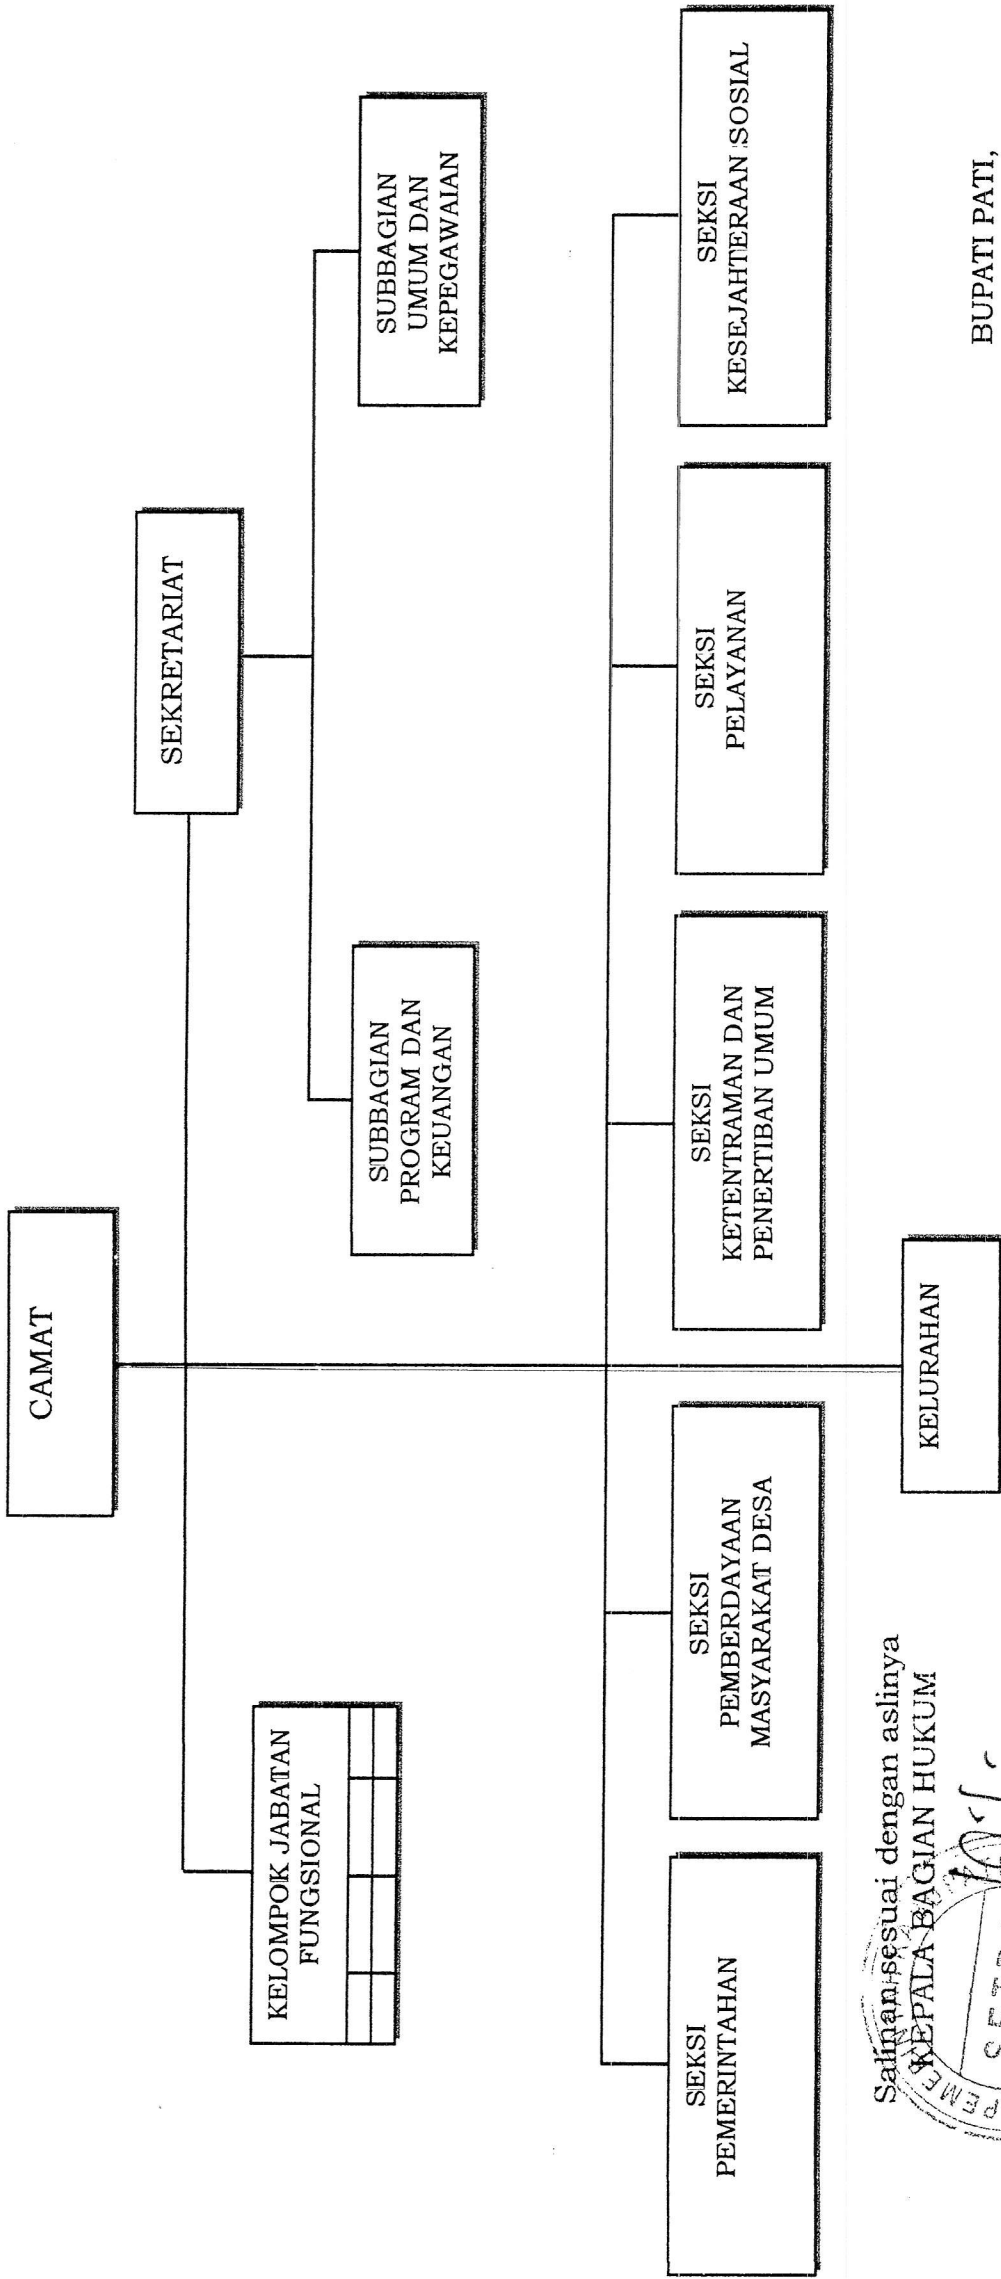 CAMAT
SEKRETARIAT
KELOMPOK JABATAN
FUNGSIONAL
SUBBAGIAN
PROGRAM DAN
KEUANGAN
SUBBAGIAN
UMUM DAN
KEPEGAWAIAN
SEKSI
PEMERINTAHAN
SEKSI
PEMBERDAYAAN
MASYARAKAT DESA
SEKSI
KETENTRAMAN DAN
PENERTIBAN UMUM
SEKSI
PELAYANAN
SEKSI
KESEJAHTERAAN SOSIAL
KELURAHAN
Salinan sesuai dengan aslinya
KEPALA BAGIAN HUKUM
BUPATI PATI,